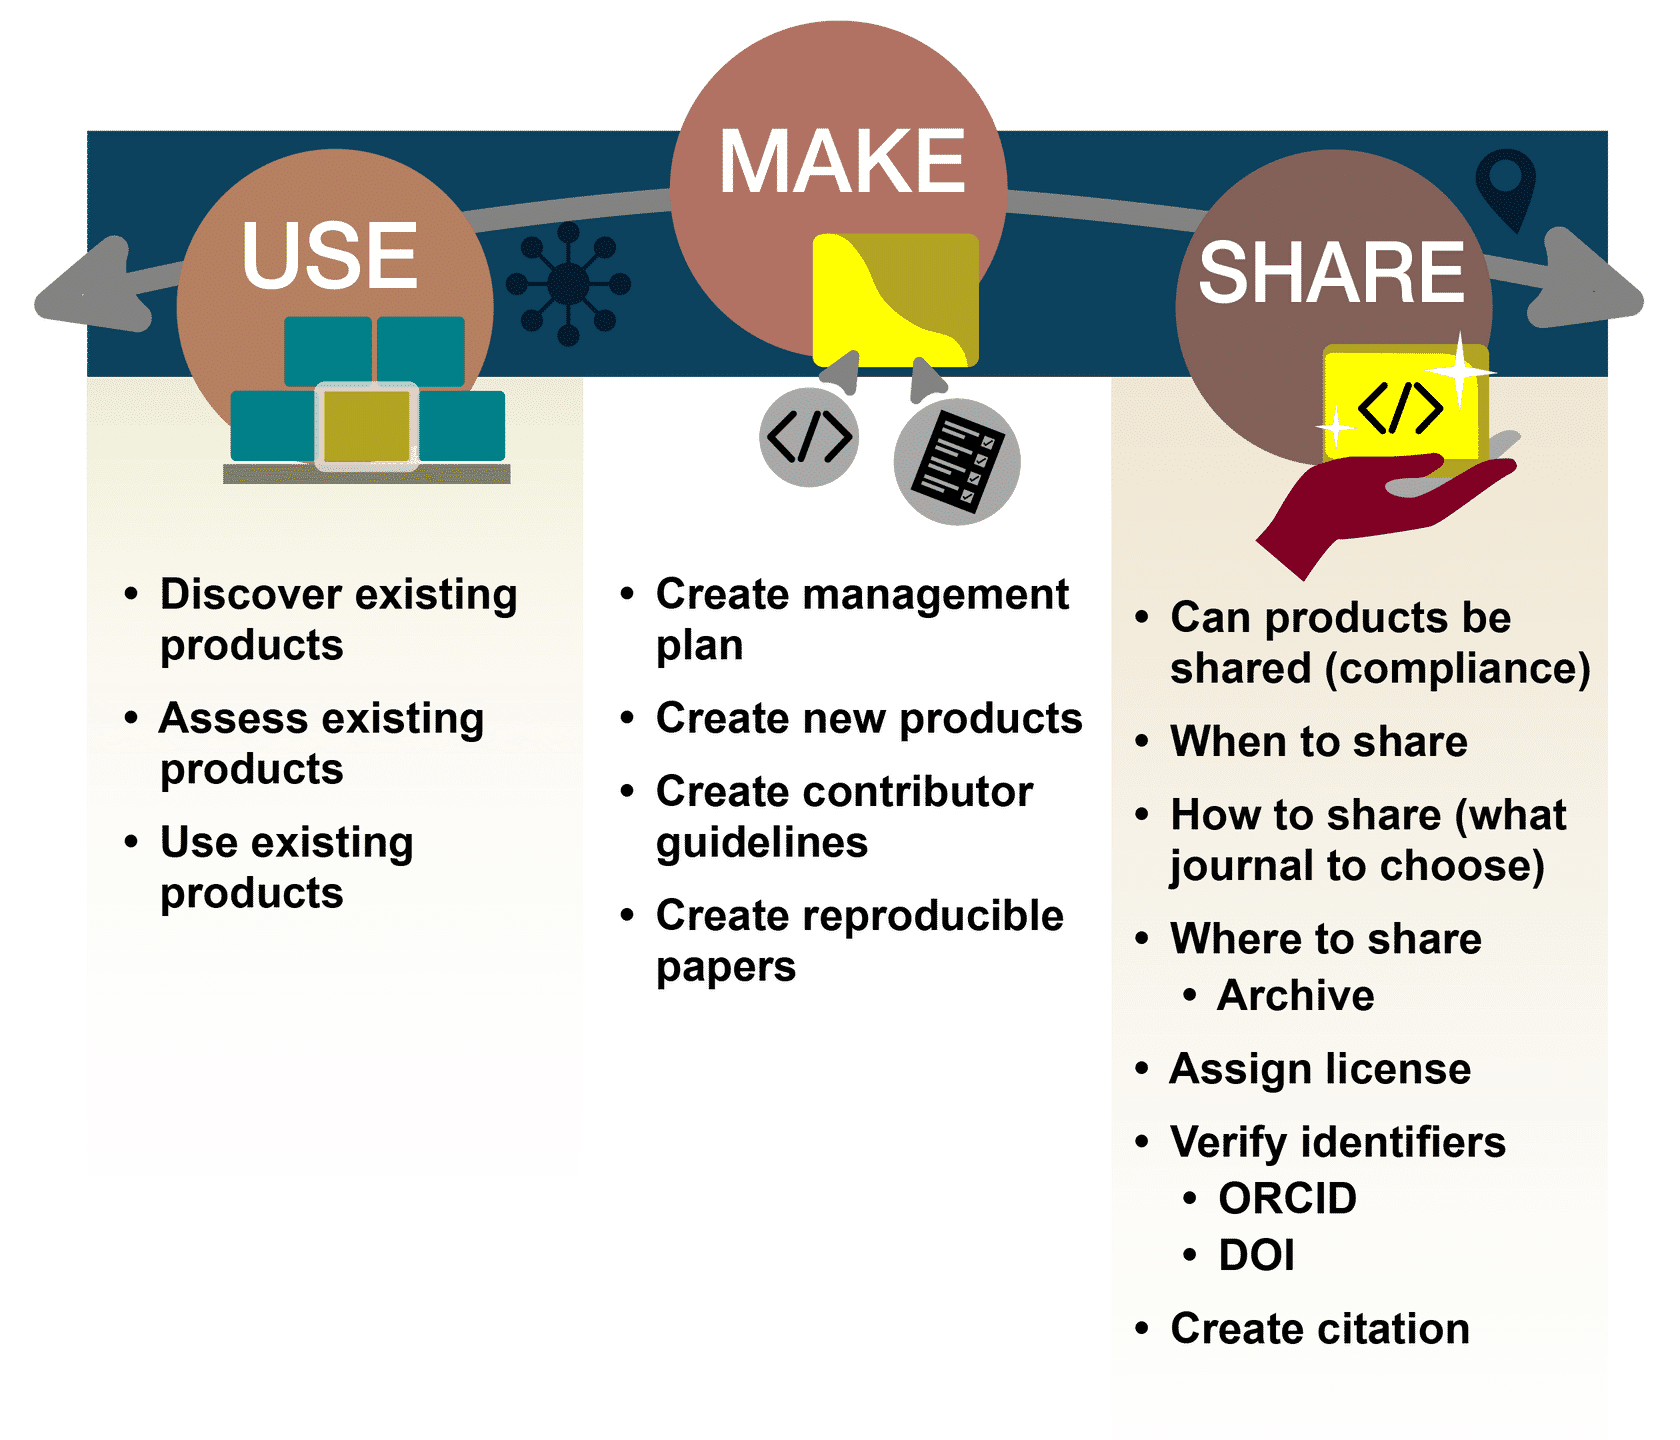 USE
MAKE
SHARE
</>
</>
• Discover existing
products
• Assess existing
products
• Use existing
products
• Create management
plan
• Create new products
• Create contributor
guidelines
• Create reproducible
papers
• Can products be
shared (compliance)
• When to share
• How to share (what
journal to choose)
• Where to share
• Archive
• Assign license
• Verify identifiers
• ORCID
• DOI
• Create citation